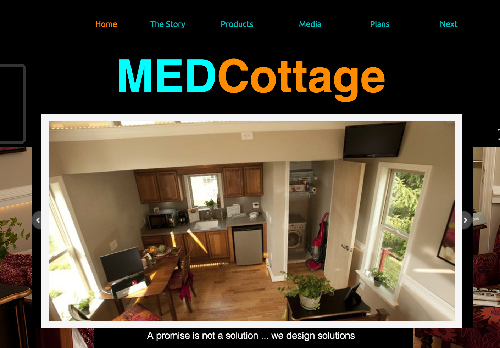 Home The Story Products Media Plans Next
MEDCottage
A promise is not a solution ... we design solutions